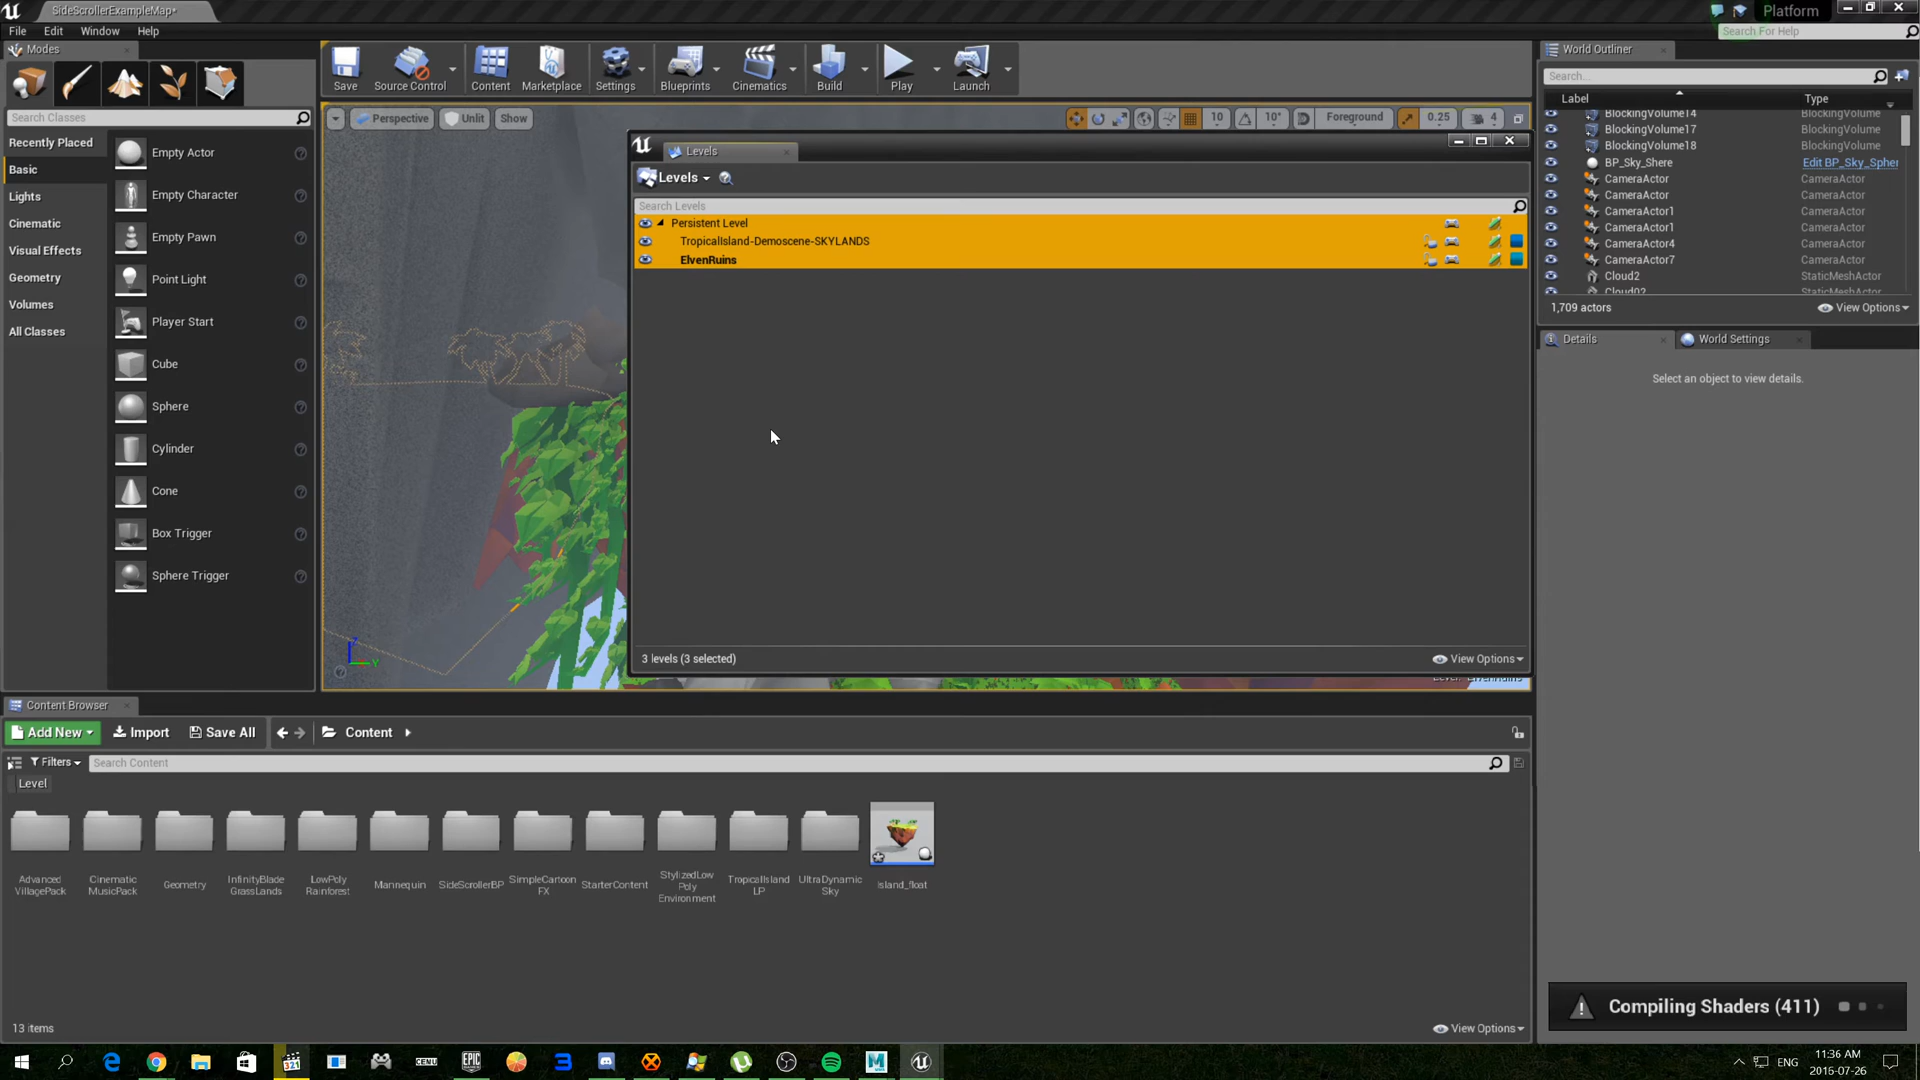 SideScrollerExampleMap*
Platform
File Edit Window Help
Search For Help
Modes
Search Classes
Recently Placed
Basic
Lights
Cinematic
Visual Effects
Geometry
Volumes
All Classes
Empty Actor
Empty Character
Empty Pawn
Point Light
Player Start
Cube
Sphere
Cylinder
Cone
Box Trigger
Sphere Trigger
Save Source Control Content Marketplace Settings Blueprints Cinematics Build Play Launch
Perspective Unlit Show
10 10° Foreground 0.25 4
Levels
Levels
Search Levels
Persistent Level
TropicalIsland-Demoscene-SKYLANDS
ElvenRuins
3 levels (3 selected)
View Options
Z
Y
World Outliner
Search...
Label Type
BlockingVolume14 BlockingVolume
BlockingVolume17 BlockingVolume
BlockingVolume18 BlockingVolume
BP_Sky_Shere Edit BP_Sky_Spher
CameraActor CameraActor
CameraActor CameraActor
CameraActor1 CameraActor
CameraActor1 CameraActor
CameraActor4 CameraActor
CameraActor7 CameraActor
Cloud2 StaticMeshActor
Cloud02 StaticMeshActor
1,709 actors
View Options
Details
World Settings
Select an object to view details.
Content Browser
Add New Import Save All Content
Filters
Search Content
Level
Advanced VillagePack
Cinematic MusicPack
Geometry
InfinityBlade GrassLands
LowPoly Rainforest
Mannequin
SideScrollerBP
SimpleCartoon FX
StarterContent
StylizedLow Poly Environment
TropicalIsland LP
UltraDynamic Sky
Island_float
13 items
View Options
Compiling Shaders (411)
321
CEMU
EPIC
3
M
ENG
11:36 AM
2016-07-26